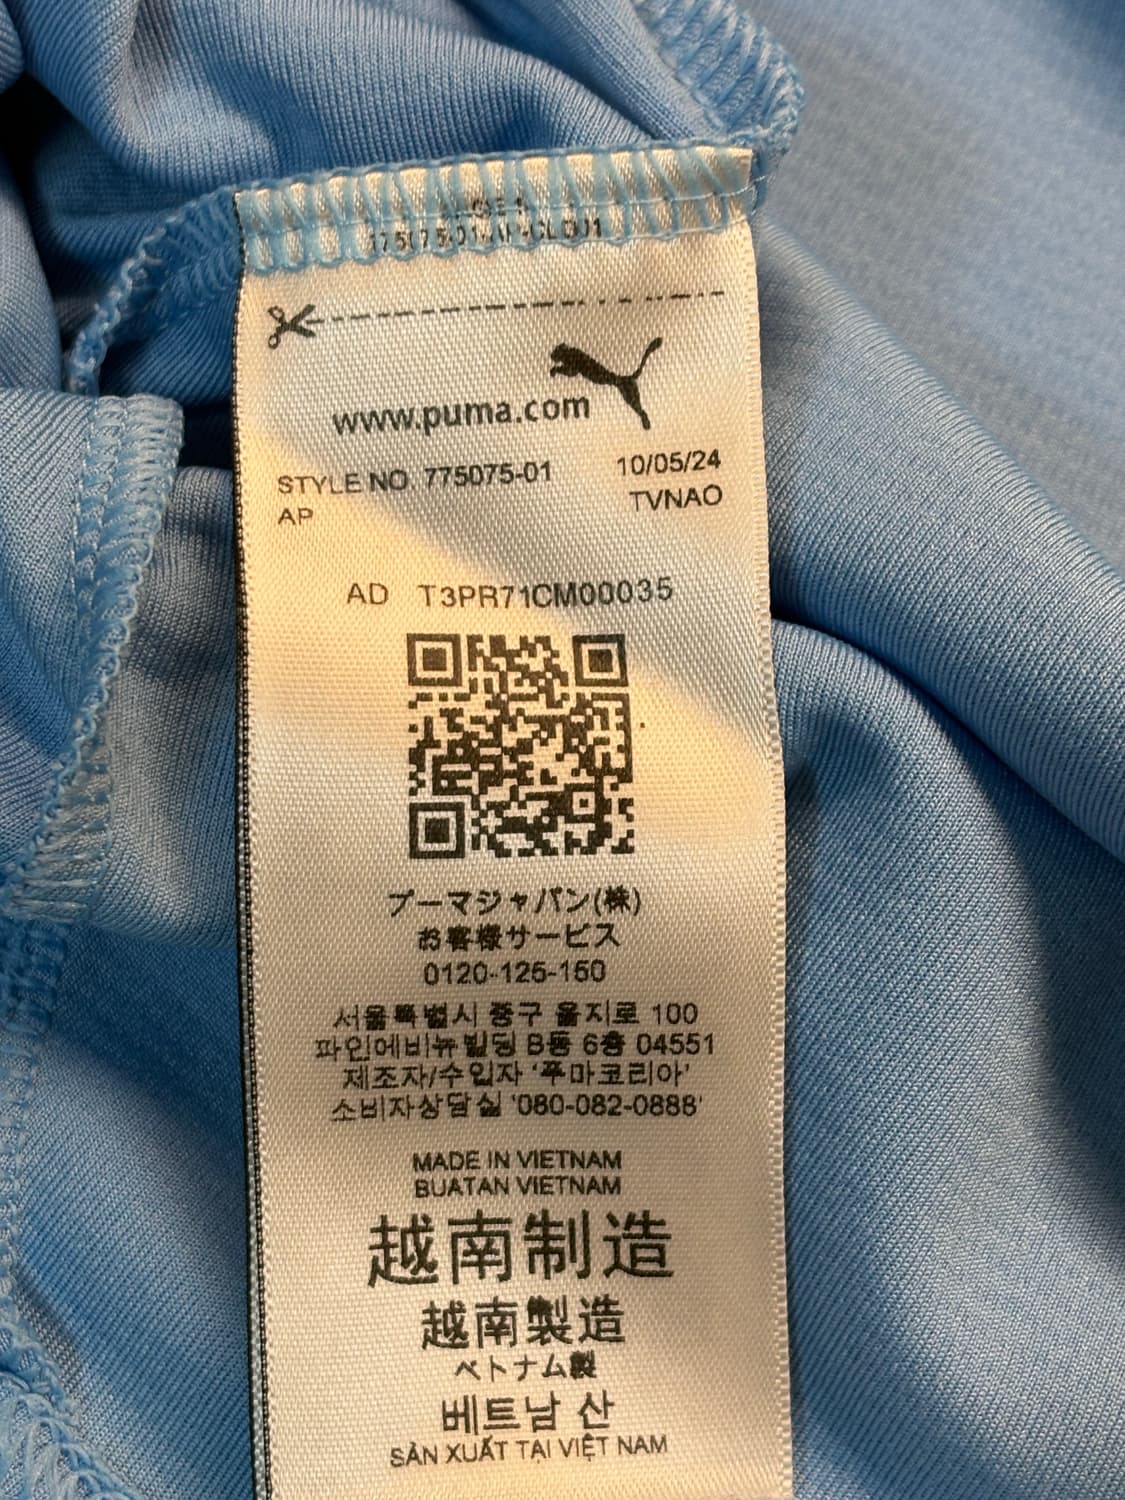 www.puma.com
STYLE NO. 775075-01
10/05/24
AP
TVNAO
AD T3PR71CM00035
プーマジャパン(株)
お客様サービス
0120-125-150
서울특별시 중구 을지로 100
파인에비뉴빌딩 B동 6층 04551
제조자/수입자 '푸마코리아'
소비자상담실 '080-082-0888'
MADE IN VIETNAM
BUATAN VIETNAM
越南制造
越南製造
ベトナム製
베트남 산
SẢN XUẤT TẠI VIỆT NAM